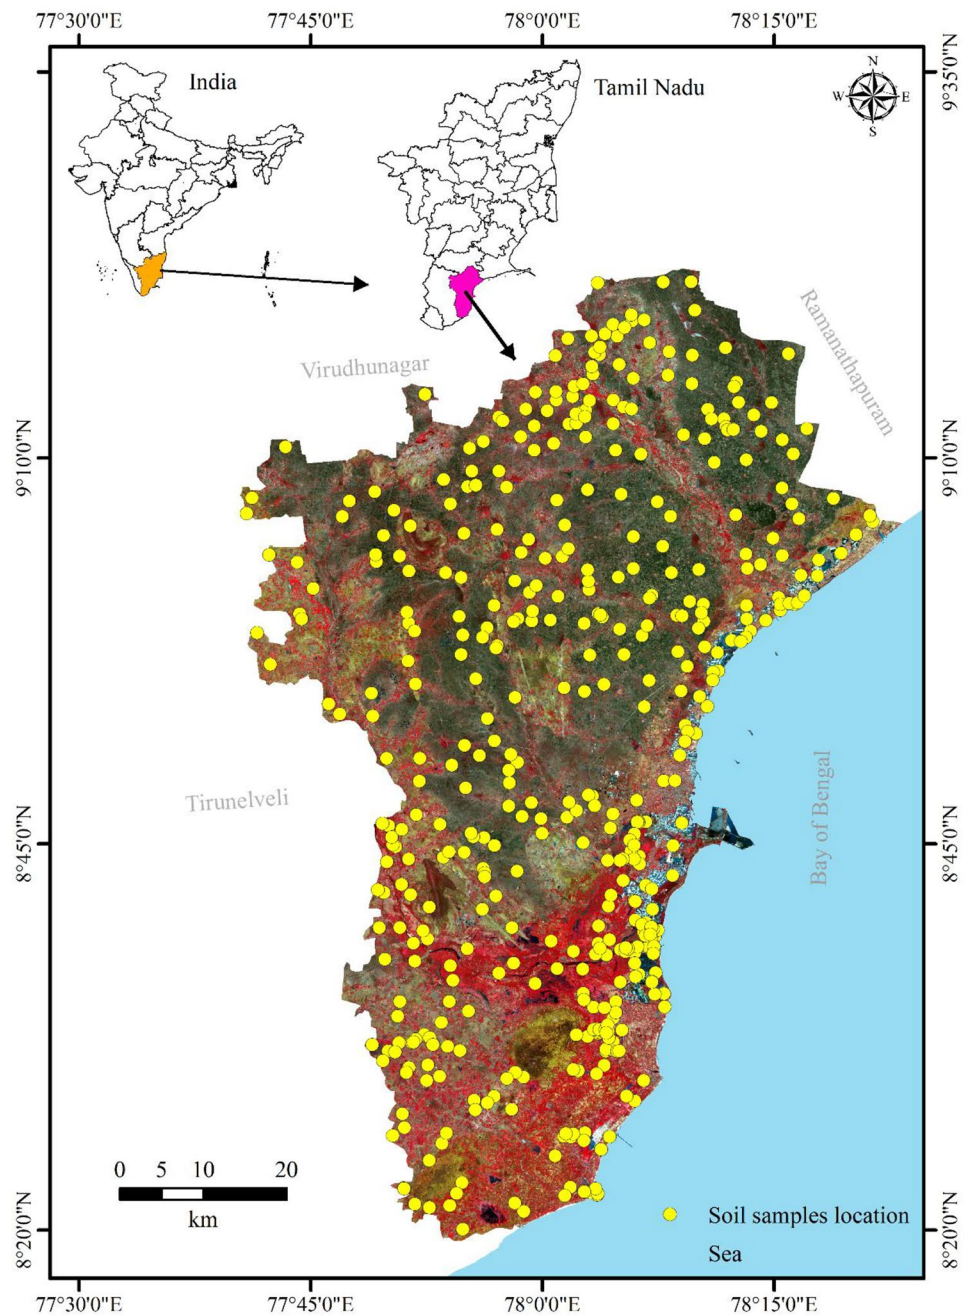 77°30'0"E 77°45'0"E 78°0'0"E 78°15'0"E
India
Tamil Nadu
N
W E
S
9°35'0"N
9°35'0"N
Virudhunagar
Ramanathapuram
9°10'0"N
9°10'0"N
Tirunelveli
Bay of Bengal
8°45'0"N
8°45'0"N
0 5 10 20
km
Soil samples location
Sea
8°20'0"N
8°20'0"N
77°30'0"E 77°45'0"E 78°0'0"E 78°15'0"E